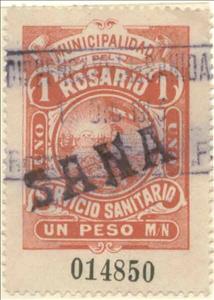 MUNICIPALIDAD
DEL
1 ROSARIO 1
UNO UNO
SANA
SERVICIO SANITARIO
UN PESO M/N
014850